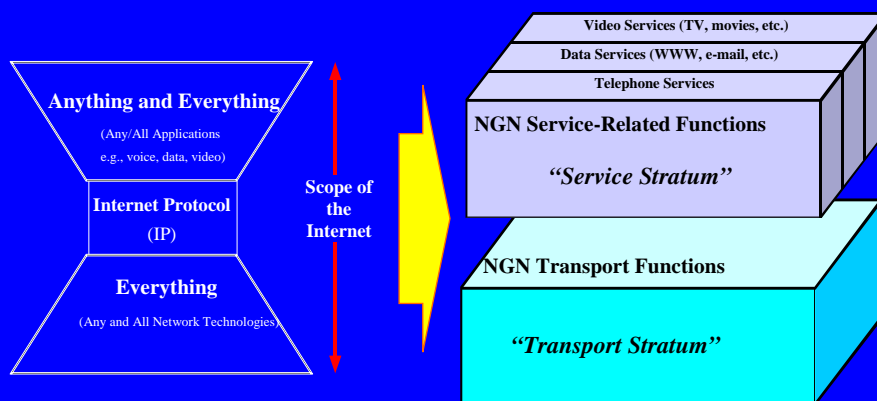 Anything and Everything
(Any/All Applications
e.g., voice, data, video)
Internet Protocol
(IP)
Everything
(Any and All Network Technologies)
Scope of
the
Internet
Video Services (TV, movies, etc.)
Data Services (WWW, e-mail, etc.)
Telephone Services
NGN Service-Related Functions
“Service Stratum”
NGN Transport Functions
“Transport Stratum”